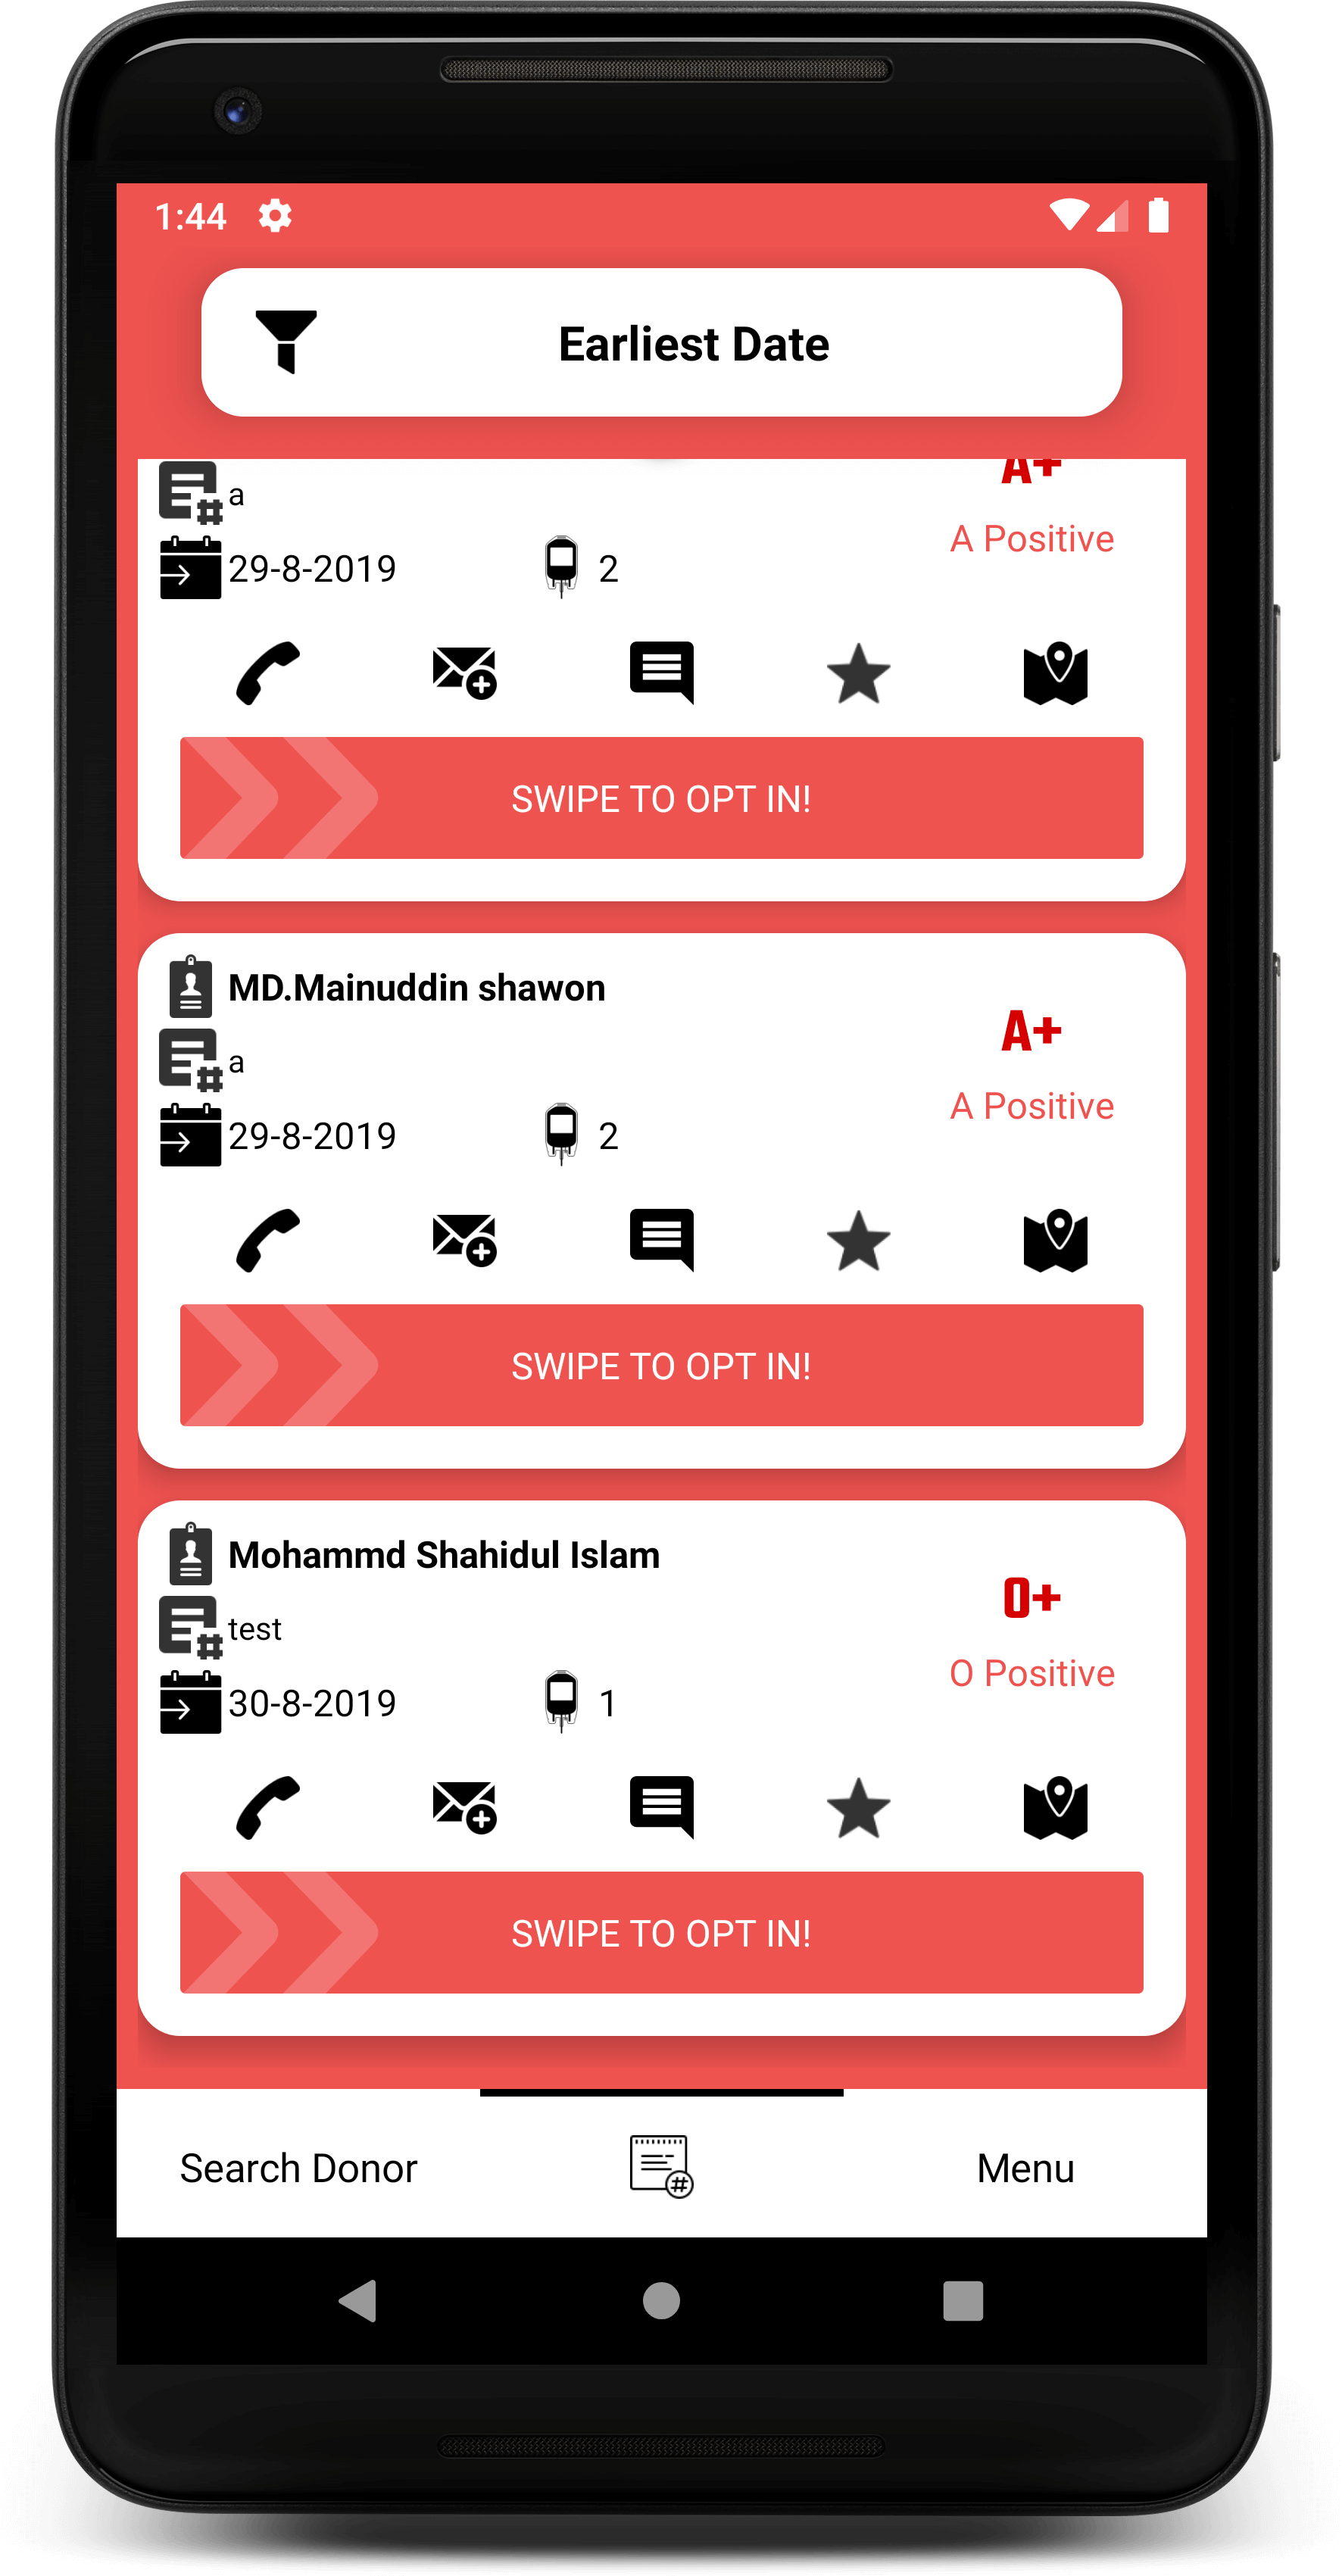 1:44
Earliest Date
A+
a
A Positive
29-8-2019 2
SWIPE TO OPT IN!
MD.Mainuddin shawon
A+
a
A Positive
29-8-2019 2
SWIPE TO OPT IN!
Mohammd Shahidul Islam
O+
test
O Positive
30-8-2019 1
SWIPE TO OPT IN!
Search Donor # Menu